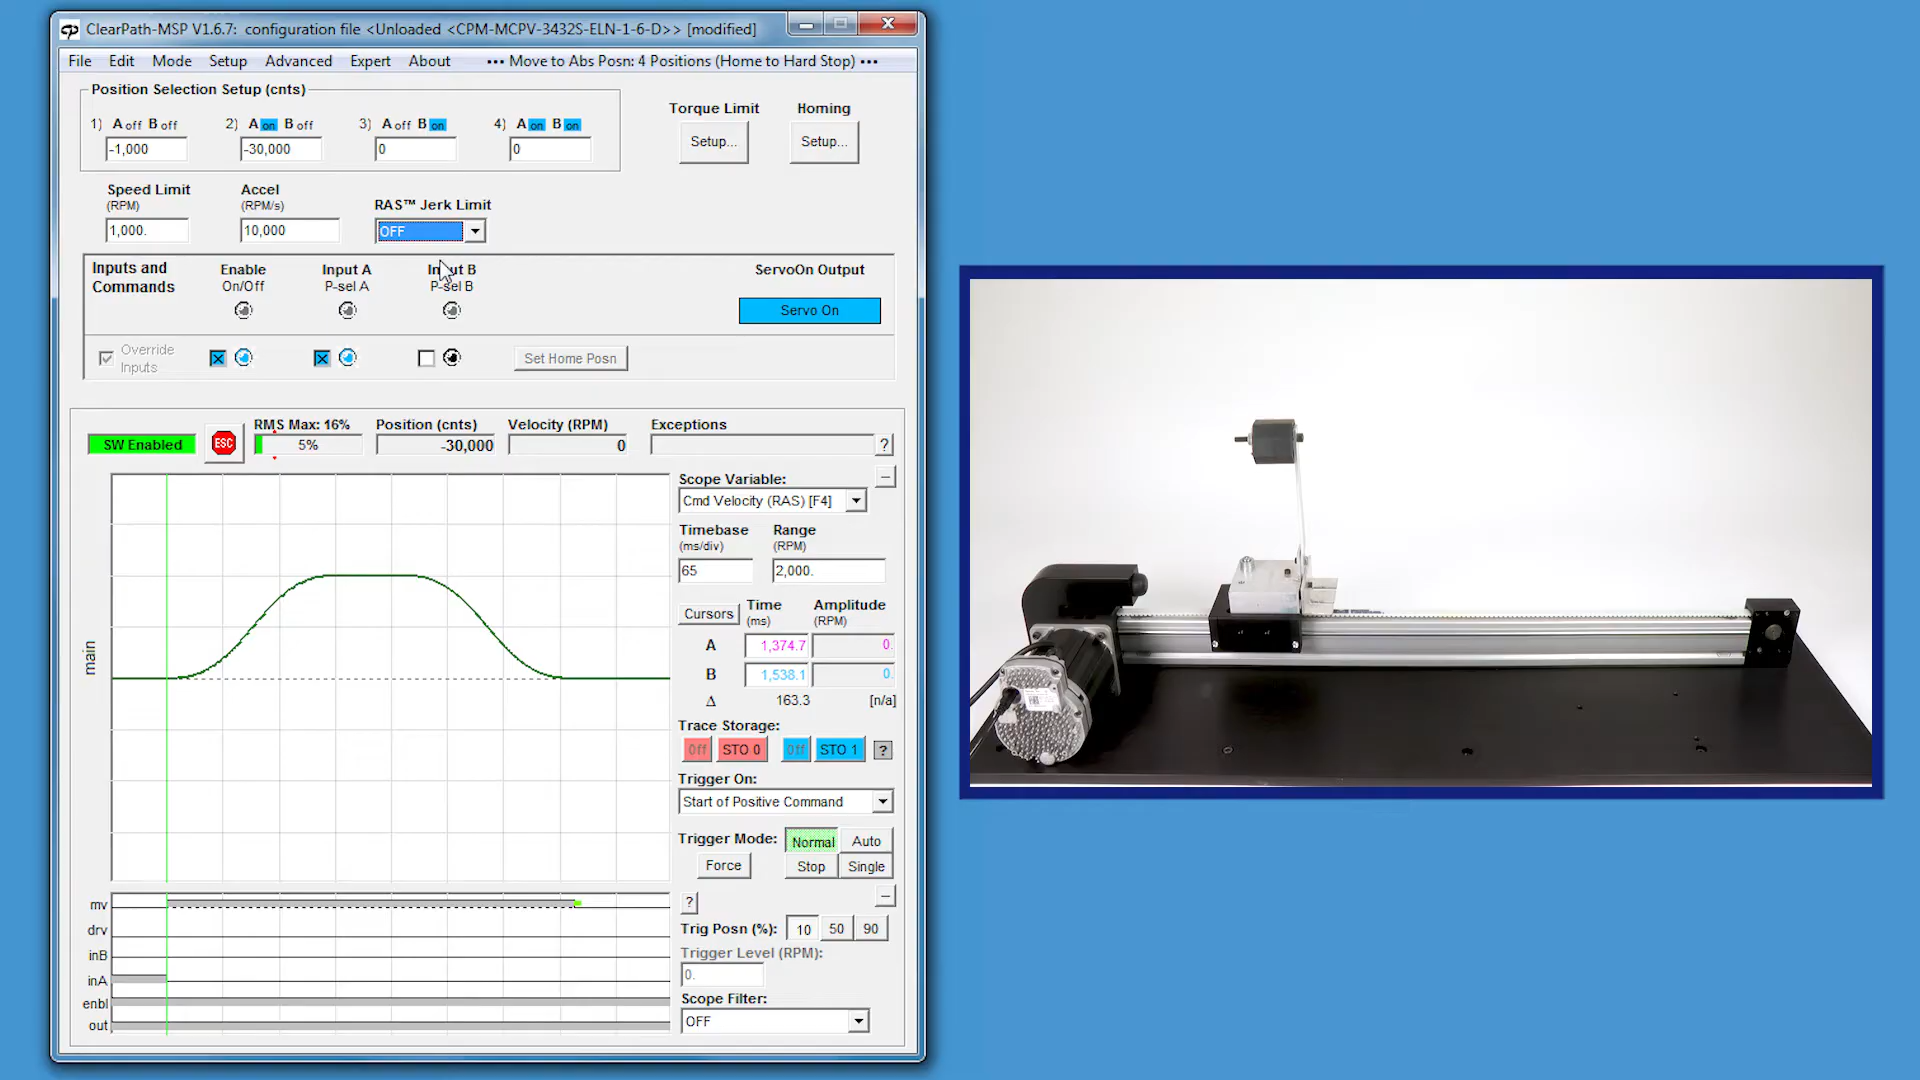 ClearPath-MSP V1.6.7: configuration file <Unloaded <CPM-MCPV-3432S-ELN-1-6-D>> [modified]
File Edit Mode Setup Advanced Expert About ••• Move to Abs Posn: 4 Positions (Home to Hard Stop) •••
Position Selection Setup (cnts)
1) A off B off 2) A on B off 3) A off B on 4) A on B on
-1,000 -30,000 0 0
Torque Limit Homing
Setup... Setup...
Speed Limit Accel
(RPM) (RPM/s)
RAS™ Jerk Limit
1,000. 10,000 OFF
Inputs and Commands
Enable Input A Input B ServoOn Output
On/Off P-sel A P-sel B
Servo On
Override Inputs
Set Home Posn
SW Enabled
ESC
RMS Max: 16% Position (cnts) Velocity (RPM) Exceptions
5% -30,000 0 ?
main
Scope Variable:
Cmd Velocity (RAS) [F4]
Timebase Range
(ms/div) (RPM)
65 2,000.
Cursors Time Amplitude
(ms) (RPM)
A 1,374.7 0.
B 1,538.1 0.
Δ 163.3 [n/a]
Trace Storage:
Off STO 0 Off STO 1 ?
Trigger On:
Start of Positive Command
Trigger Mode: Normal Auto
Force Stop Single
mv
drv
inB
inA
enbl
out
?
Trig Posn (%): 10 50 90
Trigger Level (RPM):
0.
Scope Filter:
OFF